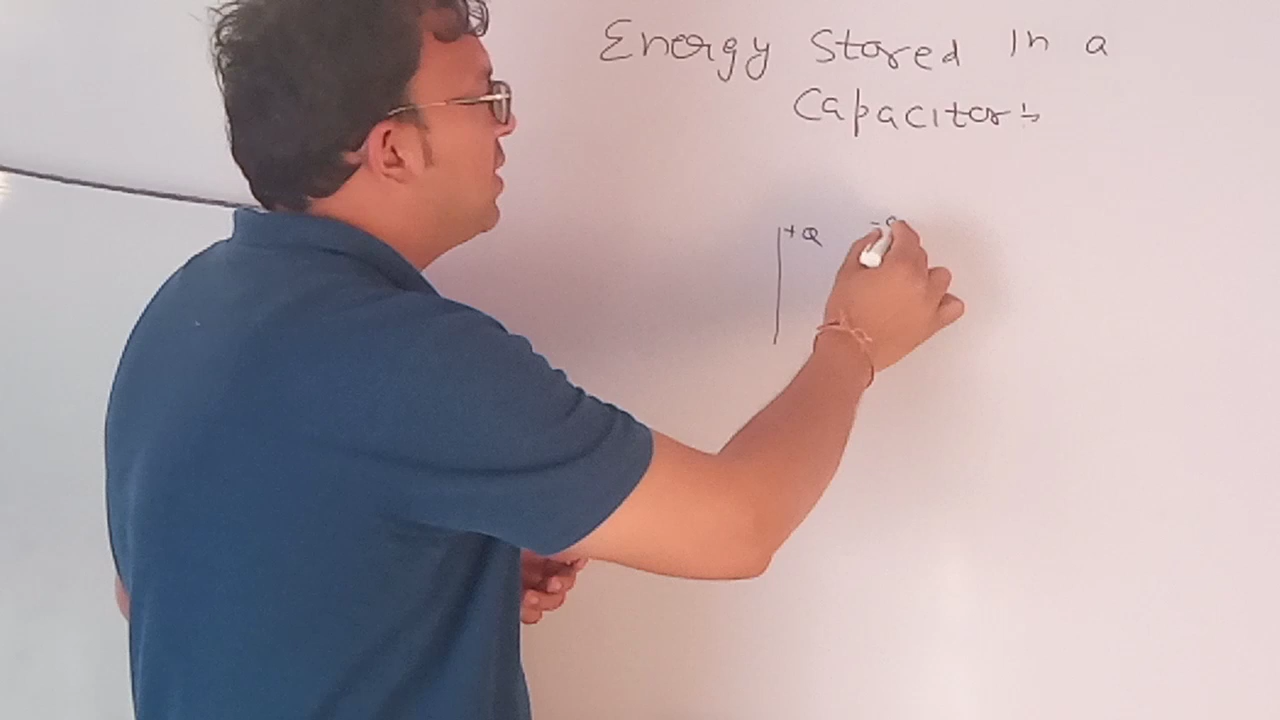 Energy Stored in a
Capacitor:-
+Q